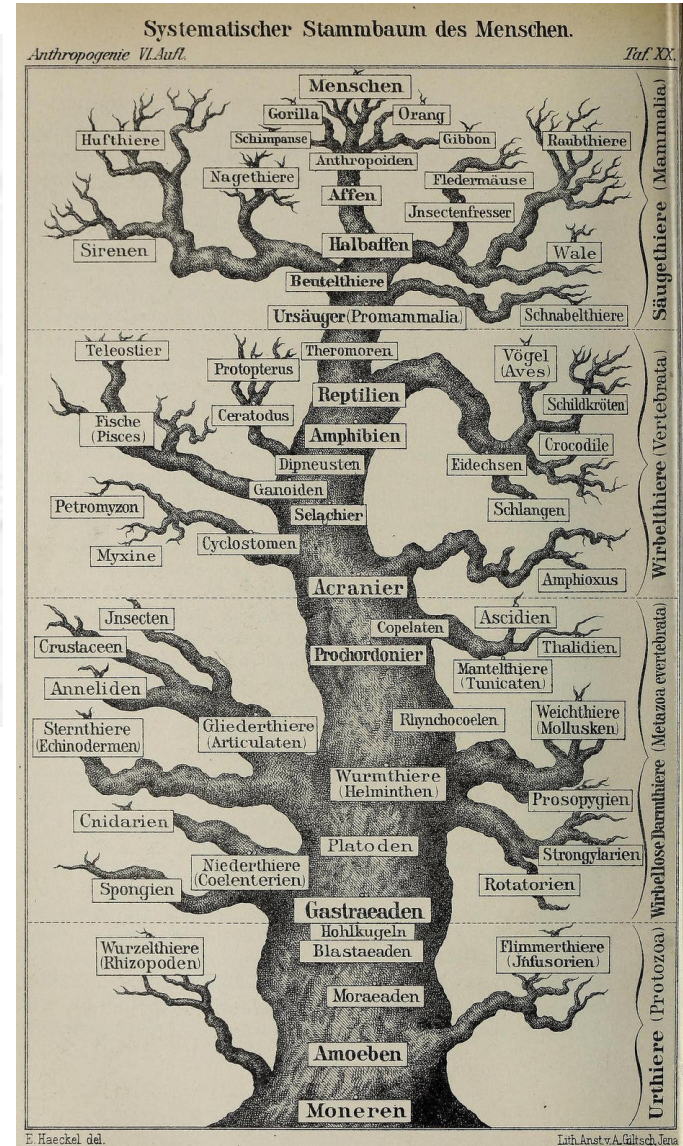 Systematischer Stammbaum des Menschen.
Anthropogenie VI.Aufl.
Taf. XX.
Menschen
Gorilla
Orang
Schimpanse
Gibbon
Anthropoiden
Hufthiere
Raubthiere
Nagethiere
Fledermäuse
Affen
Jnsectenfresser
Sirenen
Halbaffen
Wale
Beutelthiere
Ursäuger (Promammalia)
Schnabelthiere
Säugethiere (Mammalia)
Teleostier
Theromoren
Vögel
(Aves)
Protopterus
Reptilien
Schildkröten
Ceratodus
Fische
(Pisces)
Amphibien
Crocodile
Dipneusten
Eidechsen
Ganoiden
Petromyzon
Selachier
Schlangen
Cyclostomen
Myxine
Acranier
Amphioxus
Wirbelthiere (Vertebrata)
Jnsecten
Ascidien
Copelaten
Crustaceen
Thalidien
Prochordonier
Mantelthiere
(Tunicaten)
Anneliden
Gliederthiere
(Articulaten)
Rhynchocoelen
Weichthiere
(Mollusken)
Sternthiere
(Echinodermen)
Wurmthiere
(Helminthen)
Prosopygien
Cnidarien
Platoden
Strongylarien
Niederthiere
(Coelenterien)
Spongien
Rotatorien
Gastraeaden
Wirbellose Darmthiere (Metazoa evertebrata)
Hohlkugeln
Blastaeaden
Wurzelthiere
(Rhizopoden)
Flimmerthiere
(Jnfusorien)
Moraeaden
Amoeben
Moneren
Urthiere (Protozoa)
E. Haeckel del.
Lith. Anst. v. A. Giltsch, Jena